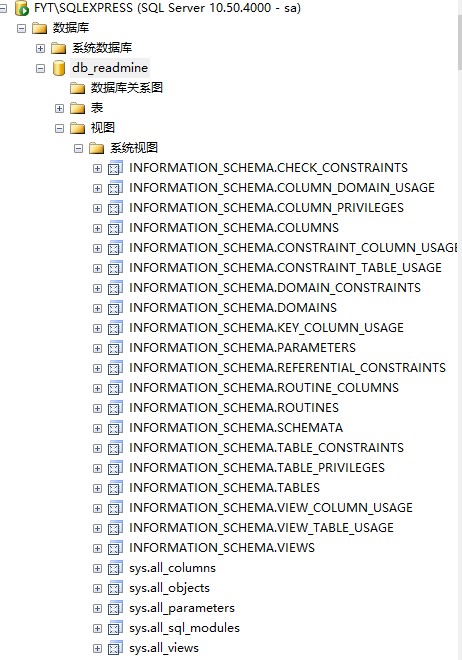 FYT\SQLEXPRESS (SQL Server 10.50.4000 - sa)
数据库
系统数据库
db_readmine
数据库关系图
表
视图
系统视图
INFORMATION_SCHEMA.CHECK_CONSTRAINTS
INFORMATION_SCHEMA.COLUMN_DOMAIN_USAGE
INFORMATION_SCHEMA.COLUMN_PRIVILEGES
INFORMATION_SCHEMA.COLUMNS
INFORMATION_SCHEMA.CONSTRAINT_COLUMN_USAGE
INFORMATION_SCHEMA.CONSTRAINT_TABLE_USAGE
INFORMATION_SCHEMA.DOMAIN_CONSTRAINTS
INFORMATION_SCHEMA.DOMAINS
INFORMATION_SCHEMA.KEY_COLUMN_USAGE
INFORMATION_SCHEMA.PARAMETERS
INFORMATION_SCHEMA.REFERENTIAL_CONSTRAINTS
INFORMATION_SCHEMA.ROUTINE_COLUMNS
INFORMATION_SCHEMA.ROUTINES
INFORMATION_SCHEMA.SCHEMATA
INFORMATION_SCHEMA.TABLE_CONSTRAINTS
INFORMATION_SCHEMA.TABLE_PRIVILEGES
INFORMATION_SCHEMA.TABLES
INFORMATION_SCHEMA.VIEW_COLUMN_USAGE
INFORMATION_SCHEMA.VIEW_TABLE_USAGE
INFORMATION_SCHEMA.VIEWS
sys.all_columns
sys.all_objects
sys.all_parameters
sys.all_sql_modules
sys.all_views